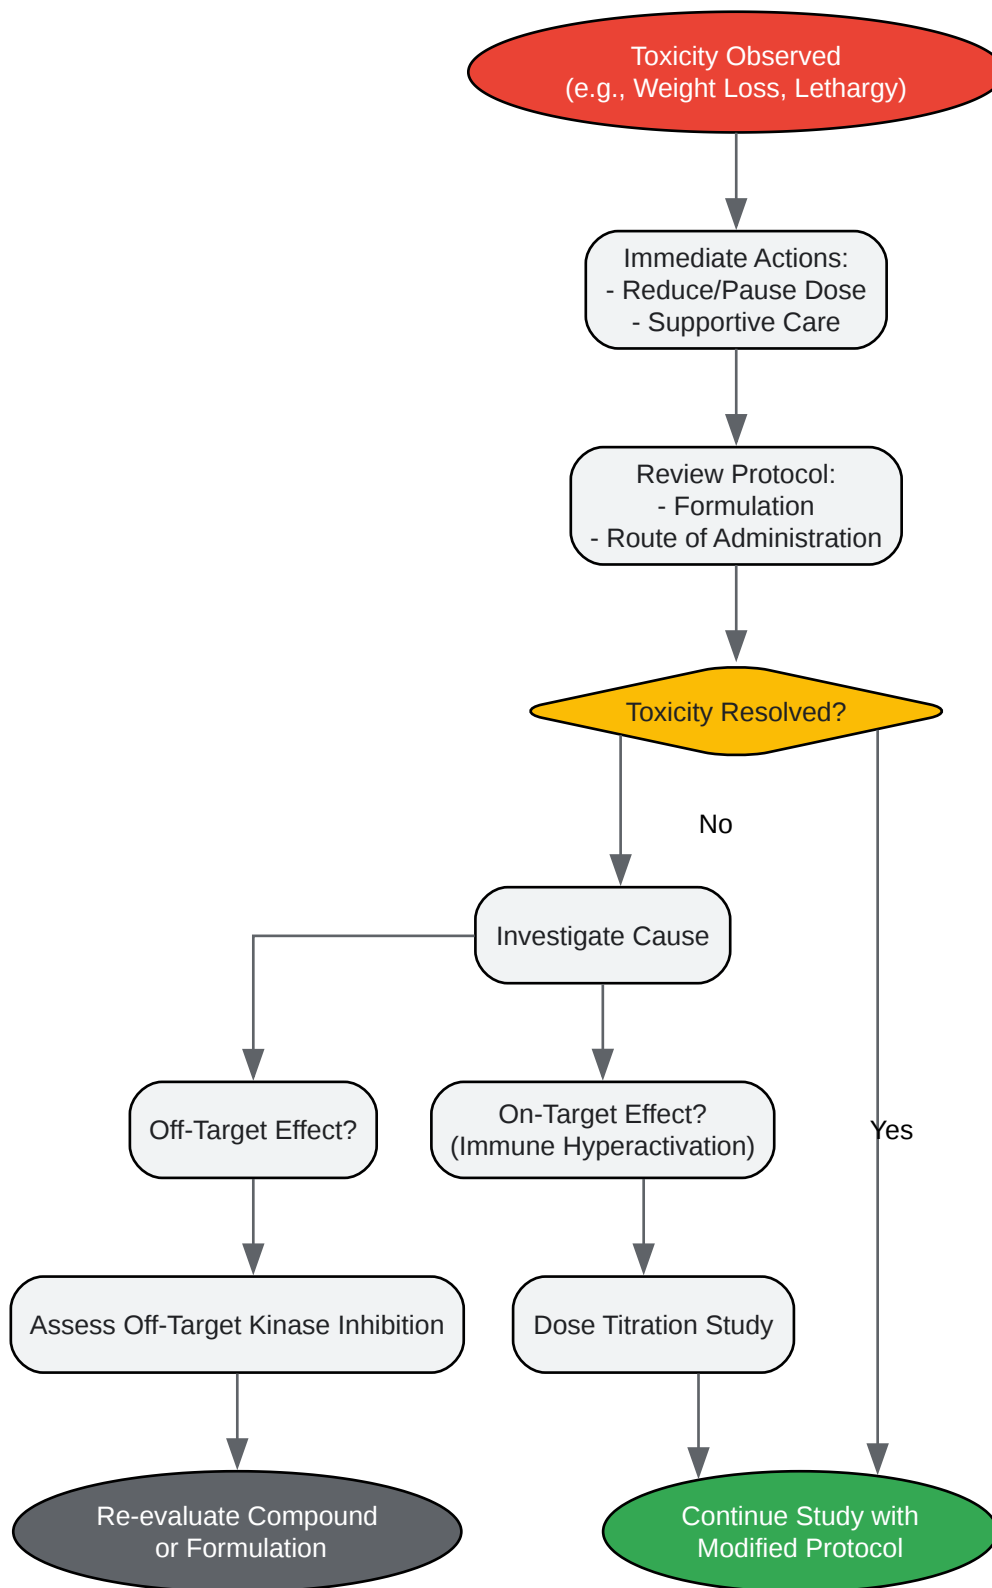 Toxicity Observed
(e.g., Weight Loss, Lethargy)
Immediate Actions:
- Reduce/Pause Dose
- Supportive Care
Review Protocol:
- Formulation
- Route of Administration
Toxicity Resolved?
No
Investigate Cause
Off-Target Effect?
On-Target Effect?
(Immune Hyperactivation)
Yes
Assess Off-Target Kinase Inhibition
Dose Titration Study
Re-evaluate Compound
or Formulation
Continue Study with
Modified Protocol